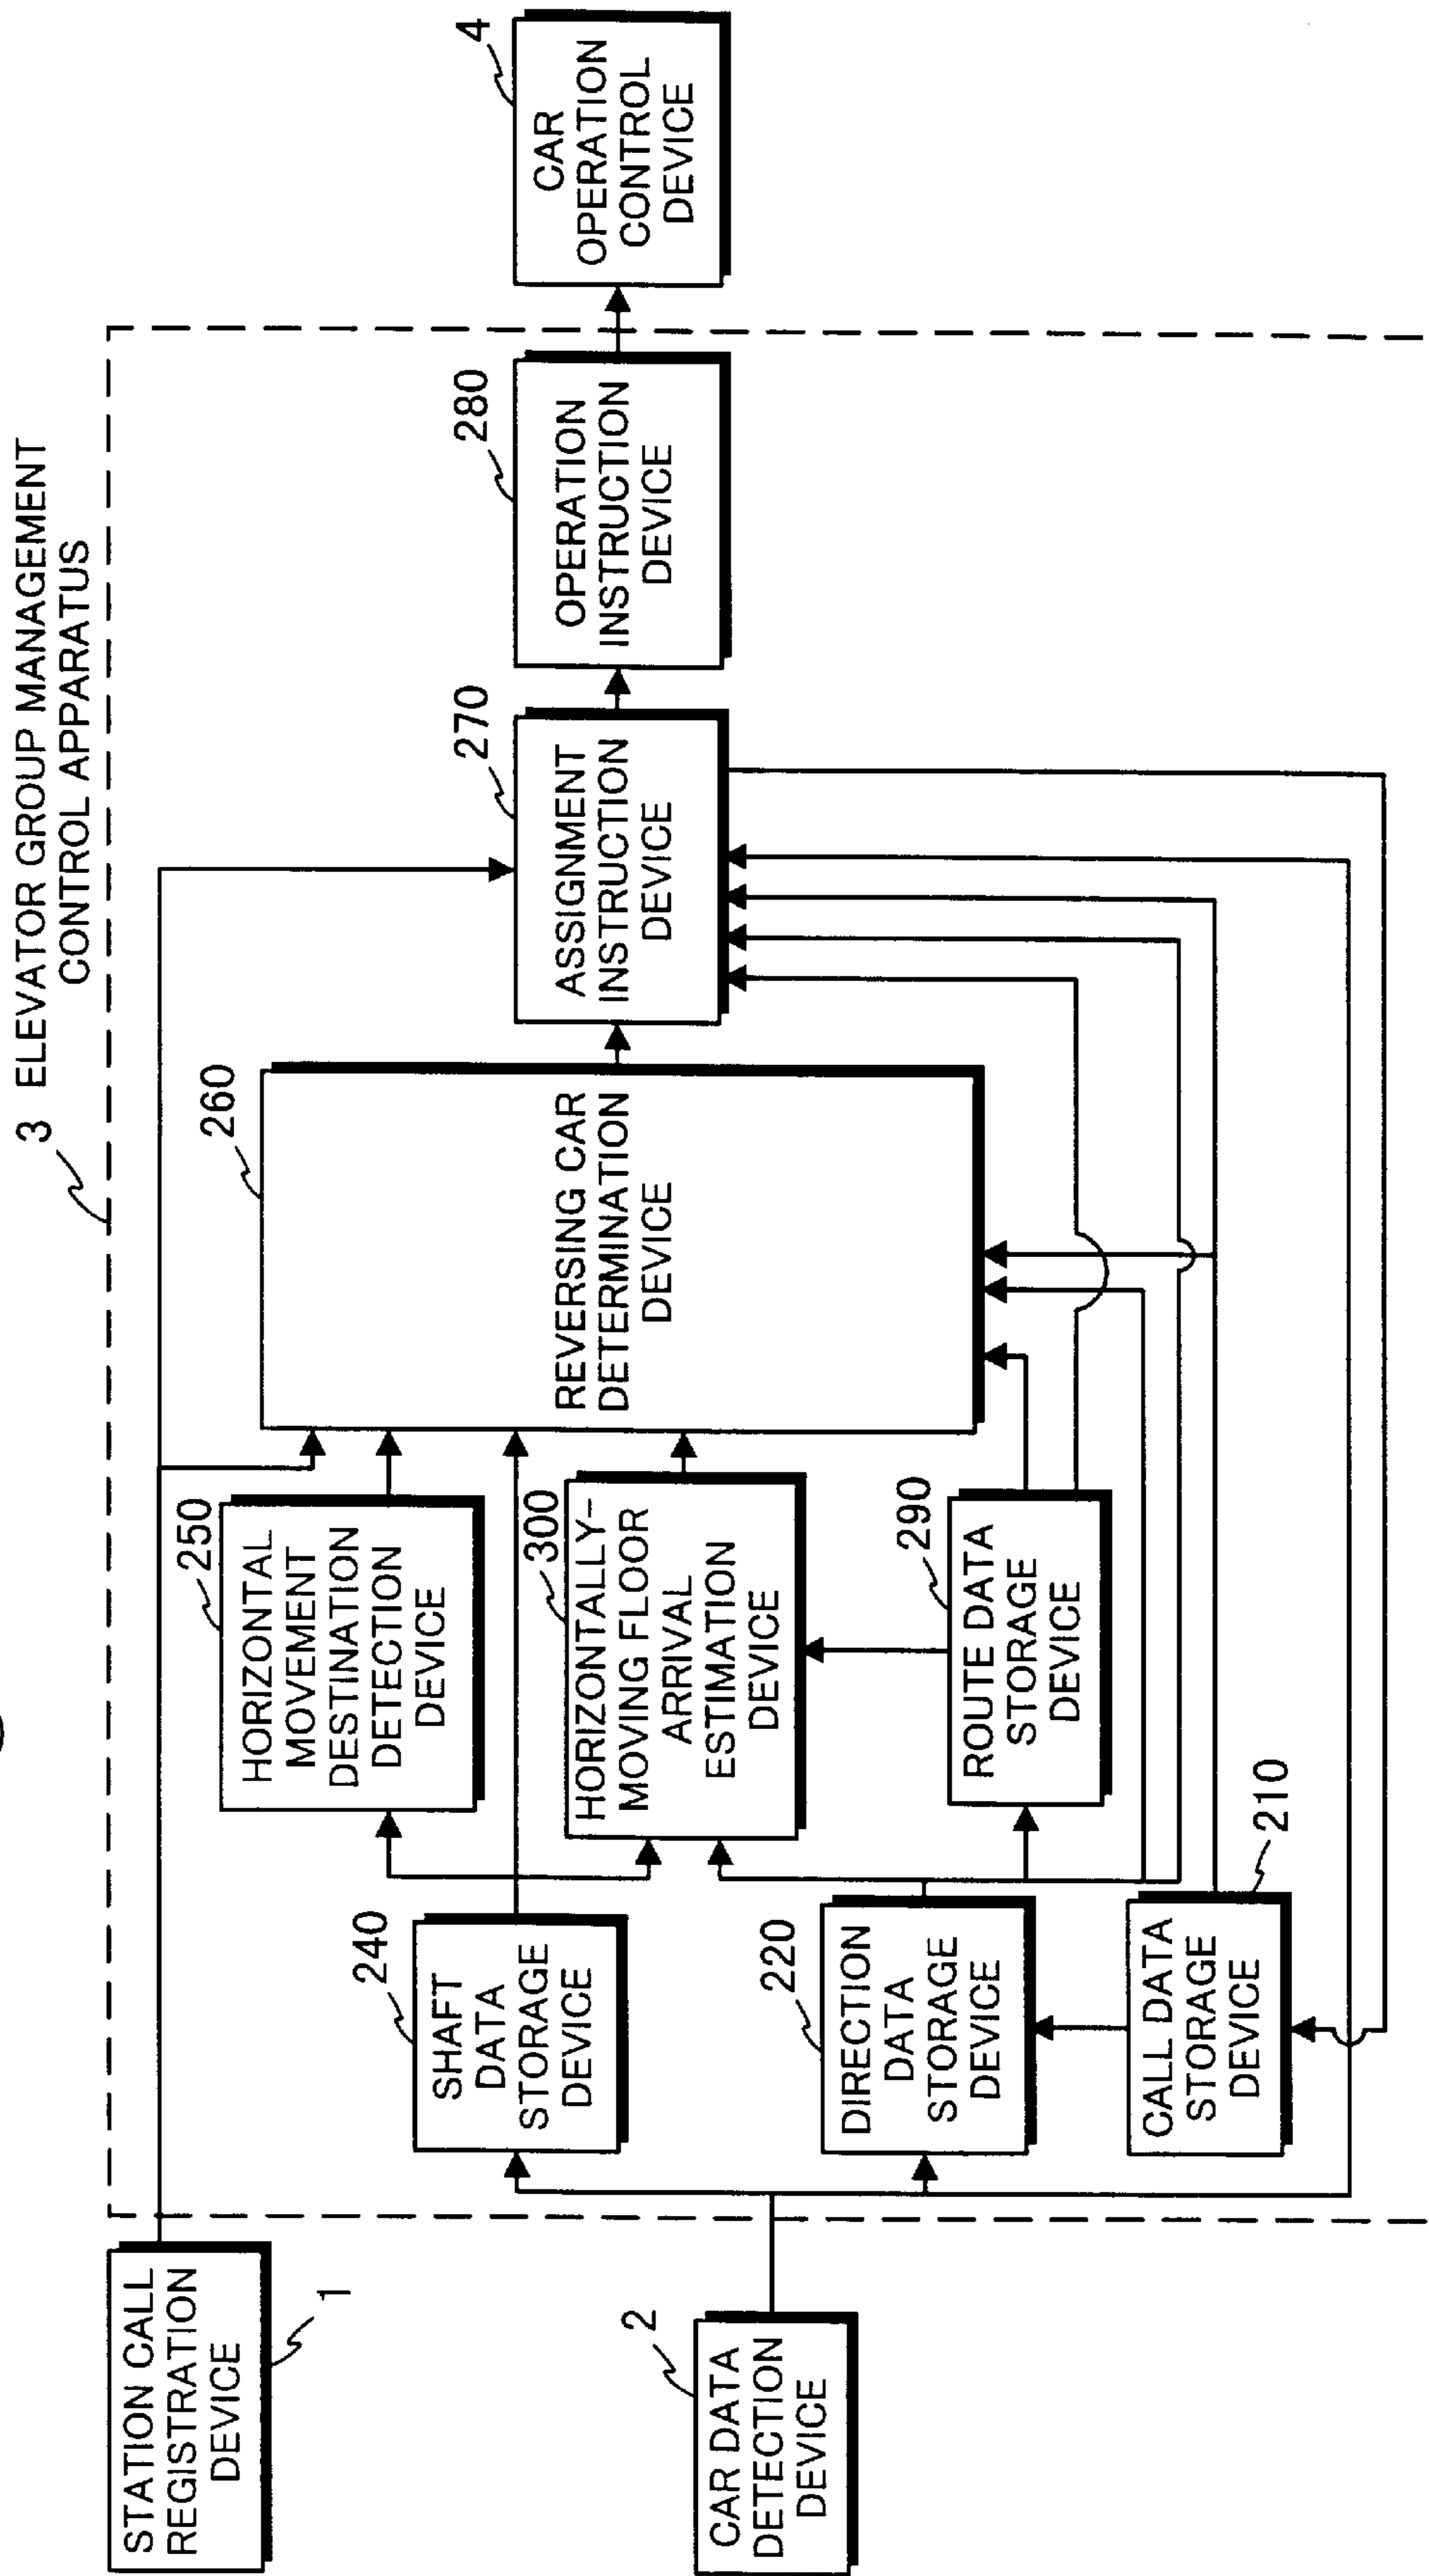 3 ELEVATOR GROUP MANAGEMENT
CONTROL APPARATUS
STATION CALL
REGISTRATION
DEVICE
1
CAR DATA
DETECTION
DEVICE
2
SHAFT
DATA
STORAGE
DEVICE
240
DIRECTION
DATA
STORAGE
DEVICE
220
CALL DATA
STORAGE
DEVICE
210
HORIZONTAL
MOVEMENT
DESTINATION
DETECTION
DEVICE
250
HORIZONTALLY-
MOVING FLOOR
ARRIVAL
ESTIMATION
DEVICE
300
ROUTE DATA
STORAGE
DEVICE
290
REVERSING CAR
DETERMINATION
DEVICE
260
ASSIGNMENT
INSTRUCTION
DEVICE
270
OPERATION
INSTRUCTION
DEVICE
280
CAR
OPERATION
CONTROL
DEVICE
4